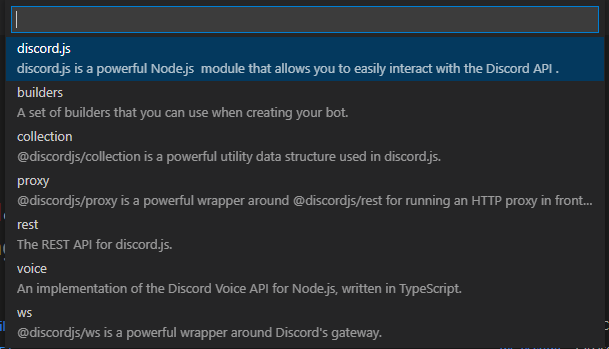 discord.js
discord.js is a powerful Node.js module that allows you to easily interact with the Discord API .
builders
A set of builders that you can use when creating your bot.
collection
@discordjs/collection is a powerful utility data structure used in discord.js.
proxy
@discordjs/proxy is a powerful wrapper around @discordjs/rest for running an HTTP proxy in front...
rest
The REST API for discord.js.
voice
An implementation of the Discord Voice API for Node.js, written in TypeScript.
ws
@discordjs/ws is a powerful wrapper around Discord's gateway.